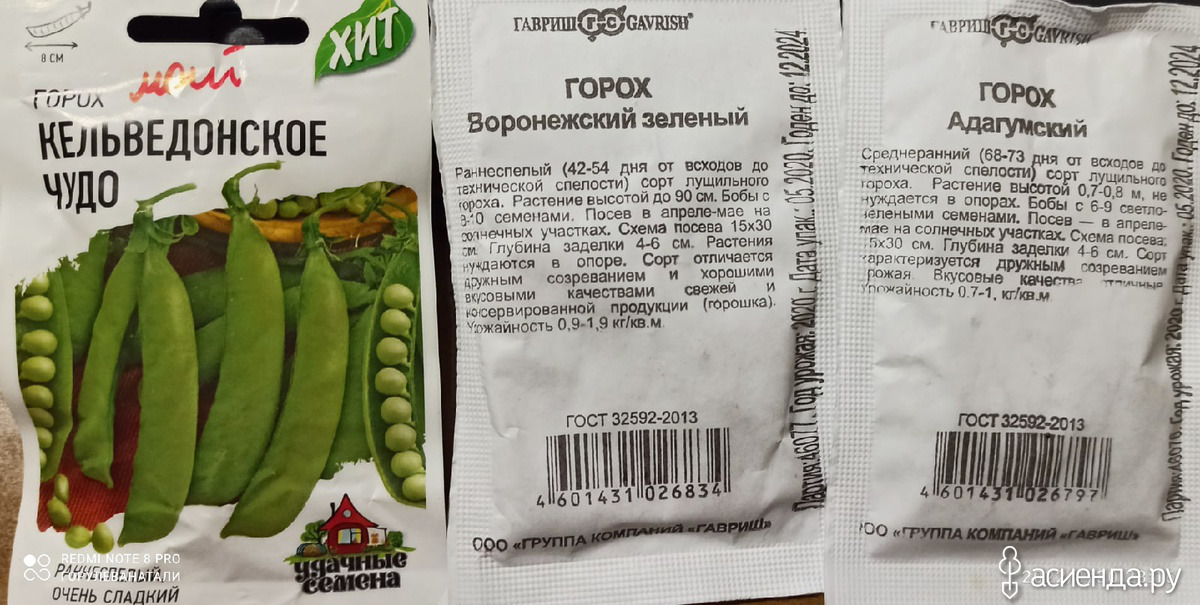 8 СМ
ХИТ
мой
ГОРОХ
КЕЛЬВЕДОНСКОЕ
ЧУДО
REDMI NOTE 8 PRO
ГОРУЛЕВАНАТАЛИ
РАННЕСПЕЛЫЙ
ОЧЕНЬ СЛАДКИЙ
удачные
семена
ГАВРИШ GAVRISH®
ГОРОХ
Воронежский зеленый
Раннеспелый (42-54 дня от всходов до
технической спелости) сорт лущильного
гороха. Растение высотой до 90 см. Бобы с
8-10 семенами. Посев в апреле-мае на
солнечных участках. Схема посева 15х30
см. Глубина заделки 4-6 см. Растения
нуждаются в опоре. Сорт отличается
дружным созреванием и хорошими
вкусовыми качествами свежей и
консервированной продукции (горошка).
Урожайность 0,9-1,9 кг/кв.м.
ГОСТ 32592-2013
4 601431 026834
ООО «ГРУППА КОМПАНИЙ «ГАВРИШ»
Партия:46077. Год урожая: 2020 г. Дата упак.: 05.2020. Годен до: 12.2024
ГАВРИШ GAVRISH
ГОРОХ
Адагумский
Среднеранний (68-73 дня от всходов до
технической спелости) сорт лущильного
гороха. Растение высотой 0,7-0,8 м, не
нуждается в опорах. Бобы с 6-9 светло-
зелеными семенами. Посев — в апреле-
мае на солнечных участках. Схема посева:
15х30 см. Глубина заделки 4-6 см. Сорт
характеризуется дружным созреванием
урожая. Вкусовые качества отличные.
Урожайность 0,7-1, кг/кв.м
ГОСТ 32592-2013
4 601431 026797
ООО «ГРУППА КОМПАНИЙ «ГАВРИШ»
Год урожая: 2020 г. Дата упак.: 05.2020. Годен до: 12.2024
асиенда.ру